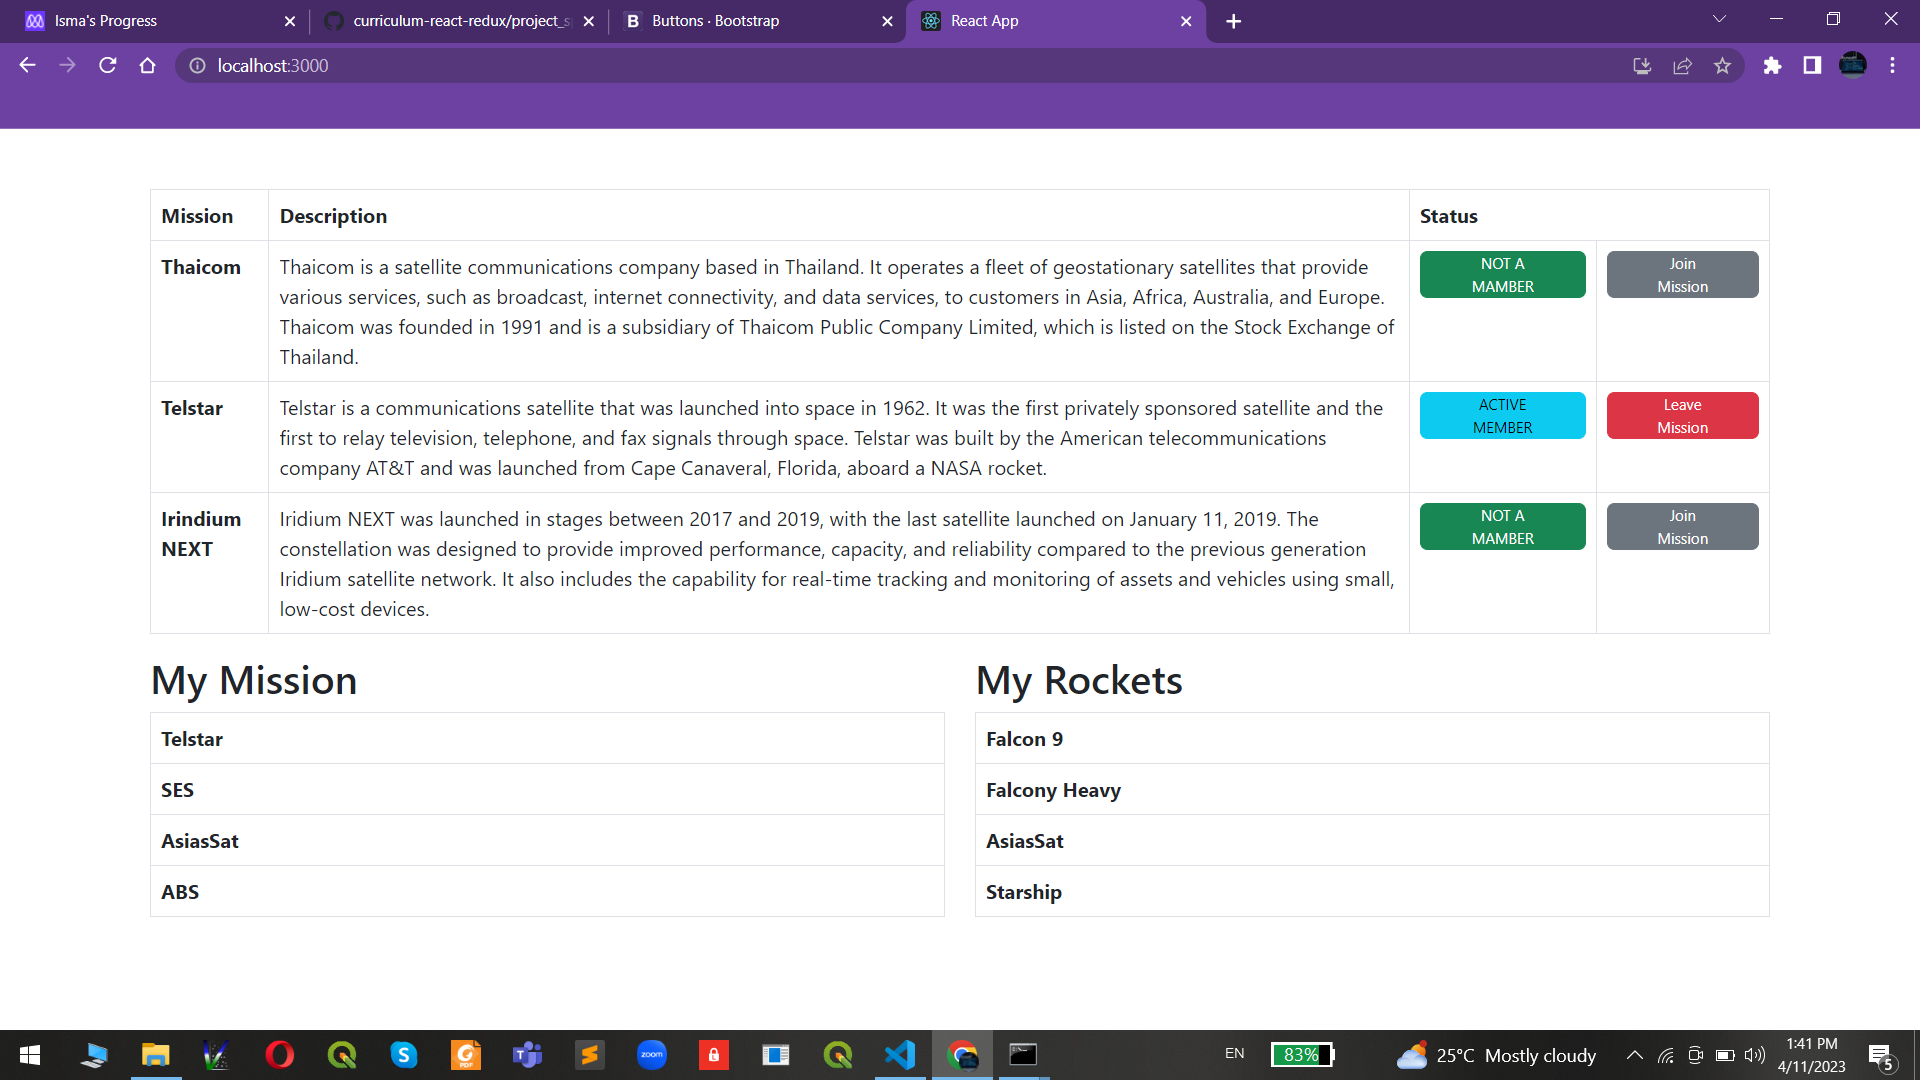 Isma's Progress
curriculum-react-redux/project_s
Buttons · Bootstrap
React App
localhost:3000
Mission Description Status
Thaicom
Thaicom is a satellite communications company based in Thailand. It operates a fleet of geostationary satellites that provide
various services, such as broadcast, internet connectivity, and data services, to customers in Asia, Africa, Australia, and Europe.
Thaicom was founded in 1991 and is a subsidiary of Thaicom Public Company Limited, which is listed on the Stock Exchange of
Thailand.
NOT A
MAMBER
Join
Mission
Telstar
Telstar is a communications satellite that was launched into space in 1962. It was the first privately sponsored satellite and the
first to relay television, telephone, and fax signals through space. Telstar was built by the American telecommunications
company AT&T and was launched from Cape Canaveral, Florida, aboard a NASA rocket.
ACTIVE
MEMBER
Leave
Mission
Irindium
NEXT
Iridium NEXT was launched in stages between 2017 and 2019, with the last satellite launched on January 11, 2019. The
constellation was designed to provide improved performance, capacity, and reliability compared to the previous generation
Iridium satellite network. It also includes the capability for real-time tracking and monitoring of assets and vehicles using small,
low-cost devices.
NOT A
MAMBER
Join
Mission
My Mission
Telstar
SES
AsiasSat
ABS
My Rockets
Falcon 9
Falcony Heavy
AsiasSat
Starship
zoom
EN
83%
25°C Mostly cloudy
1:41 PM
4/11/2023
5